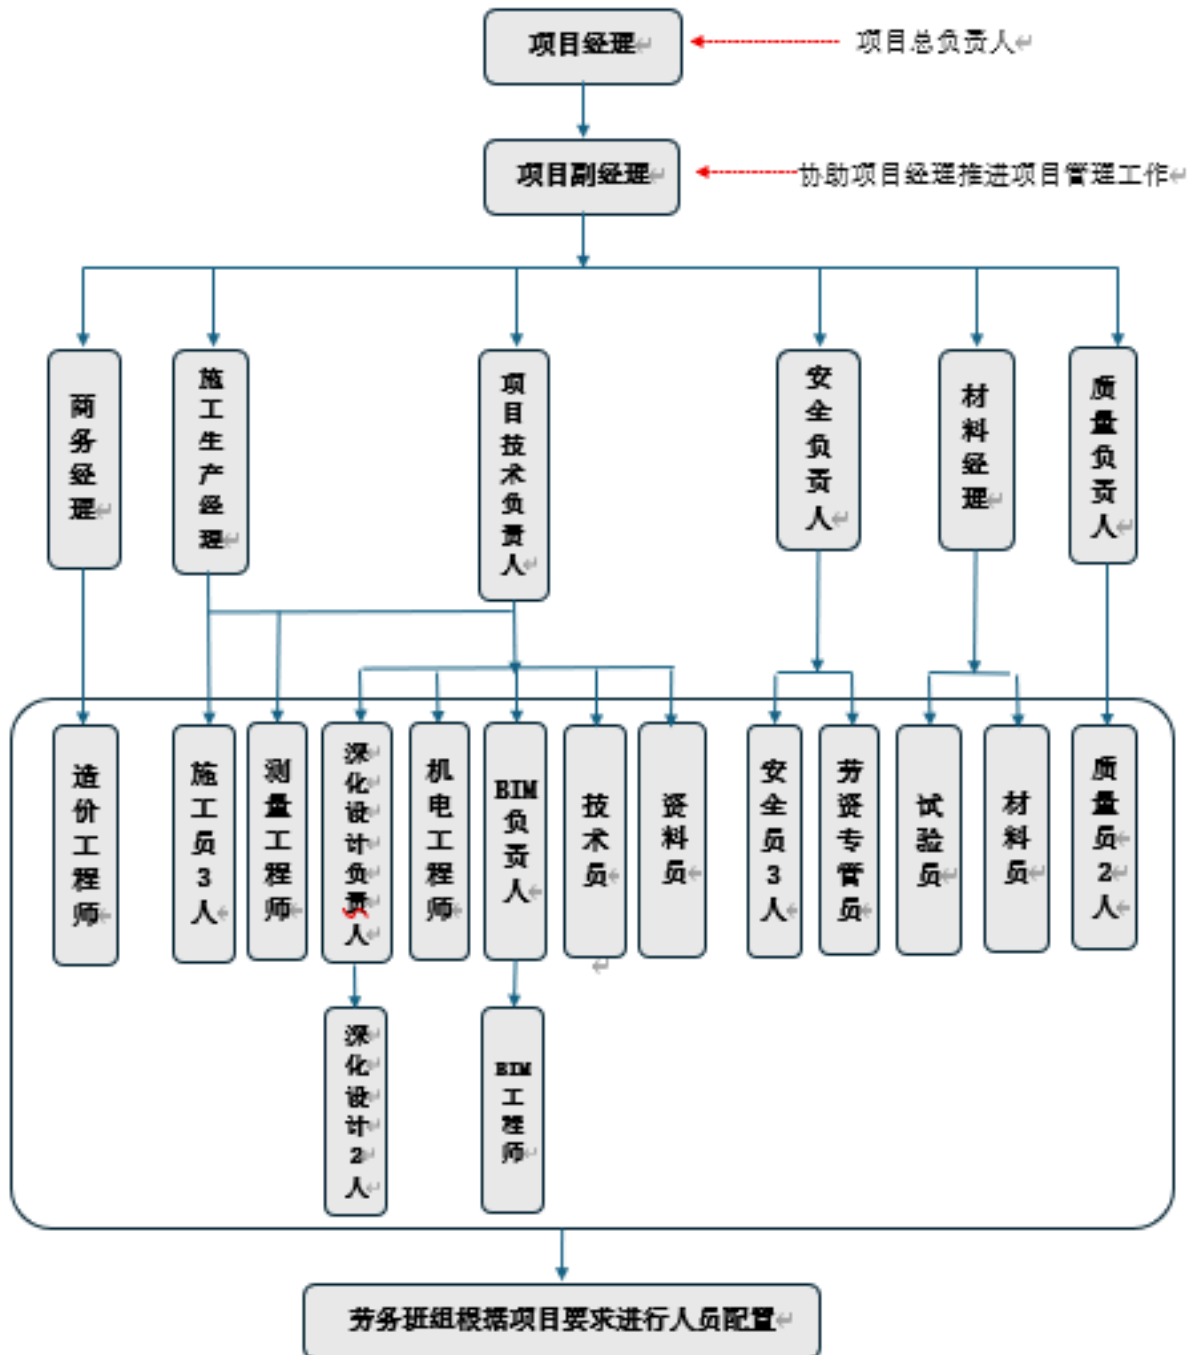 项目经理
项目总负责人
项目副经理
协助项目经理推进项目管理工作
商务经理
施工生产经理
项目技术负责人
安全负责人
材料经理
质量负责人
造价工程师
施工员3人
测量工程师
深化设计负责人
机电工程师
BIM负责人
技术员
资料员
安全员3人
劳资专管员
试验员
材料员
质量员2人
深化设计2人
BIM工程师
劳务班组根据项目要求进行人员配置